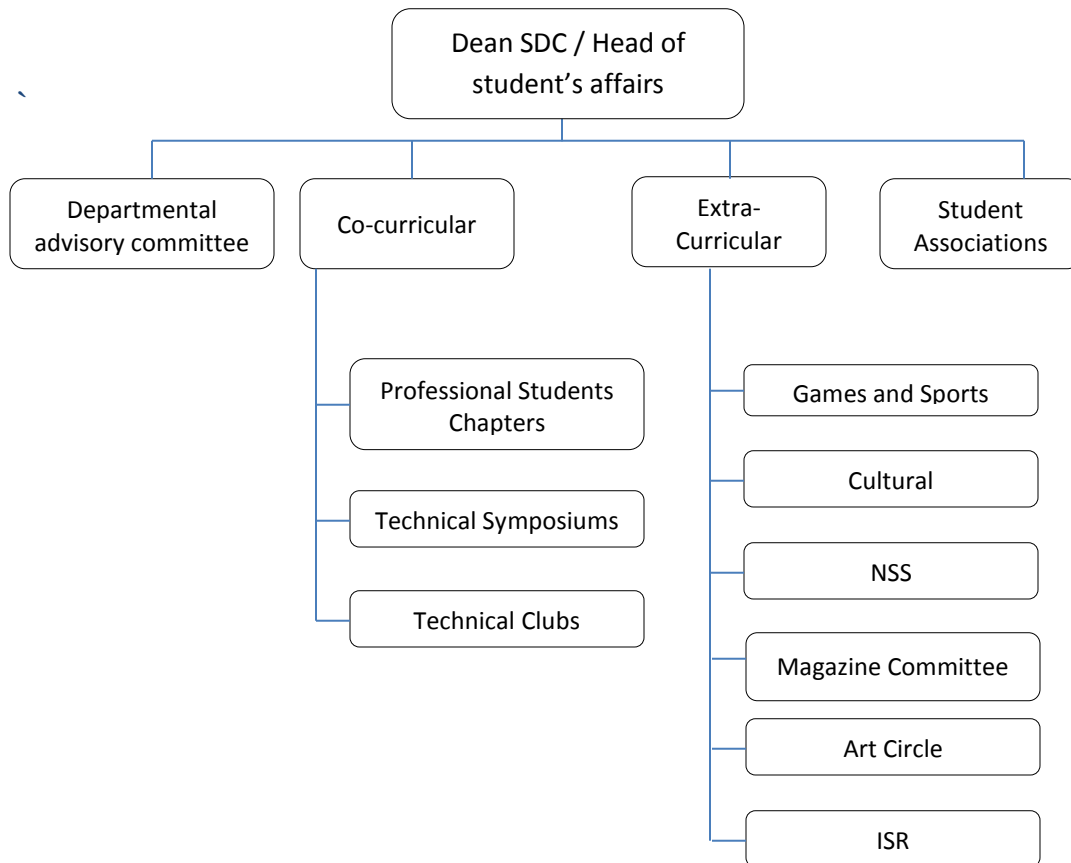 Dean SDC / Head of
student’s affairs
`
Departmental
advisory committee
Co-curricular
Extra-
Curricular
Student
Associations
Professional Students
Chapters
Technical Symposiums
Technical Clubs
Games and Sports
Cultural
NSS
Magazine Committee
Art Circle
ISR